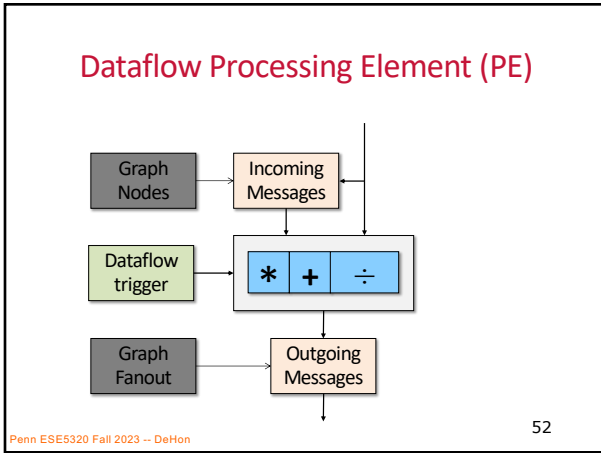 Dataflow Processing Element (PE)
Graph
Nodes
Incoming
Messages
Dataflow
trigger
* + ÷
Graph
Fanout
Outgoing
Messages
Penn ESE5320 Fall 2023 -- DeHon
52